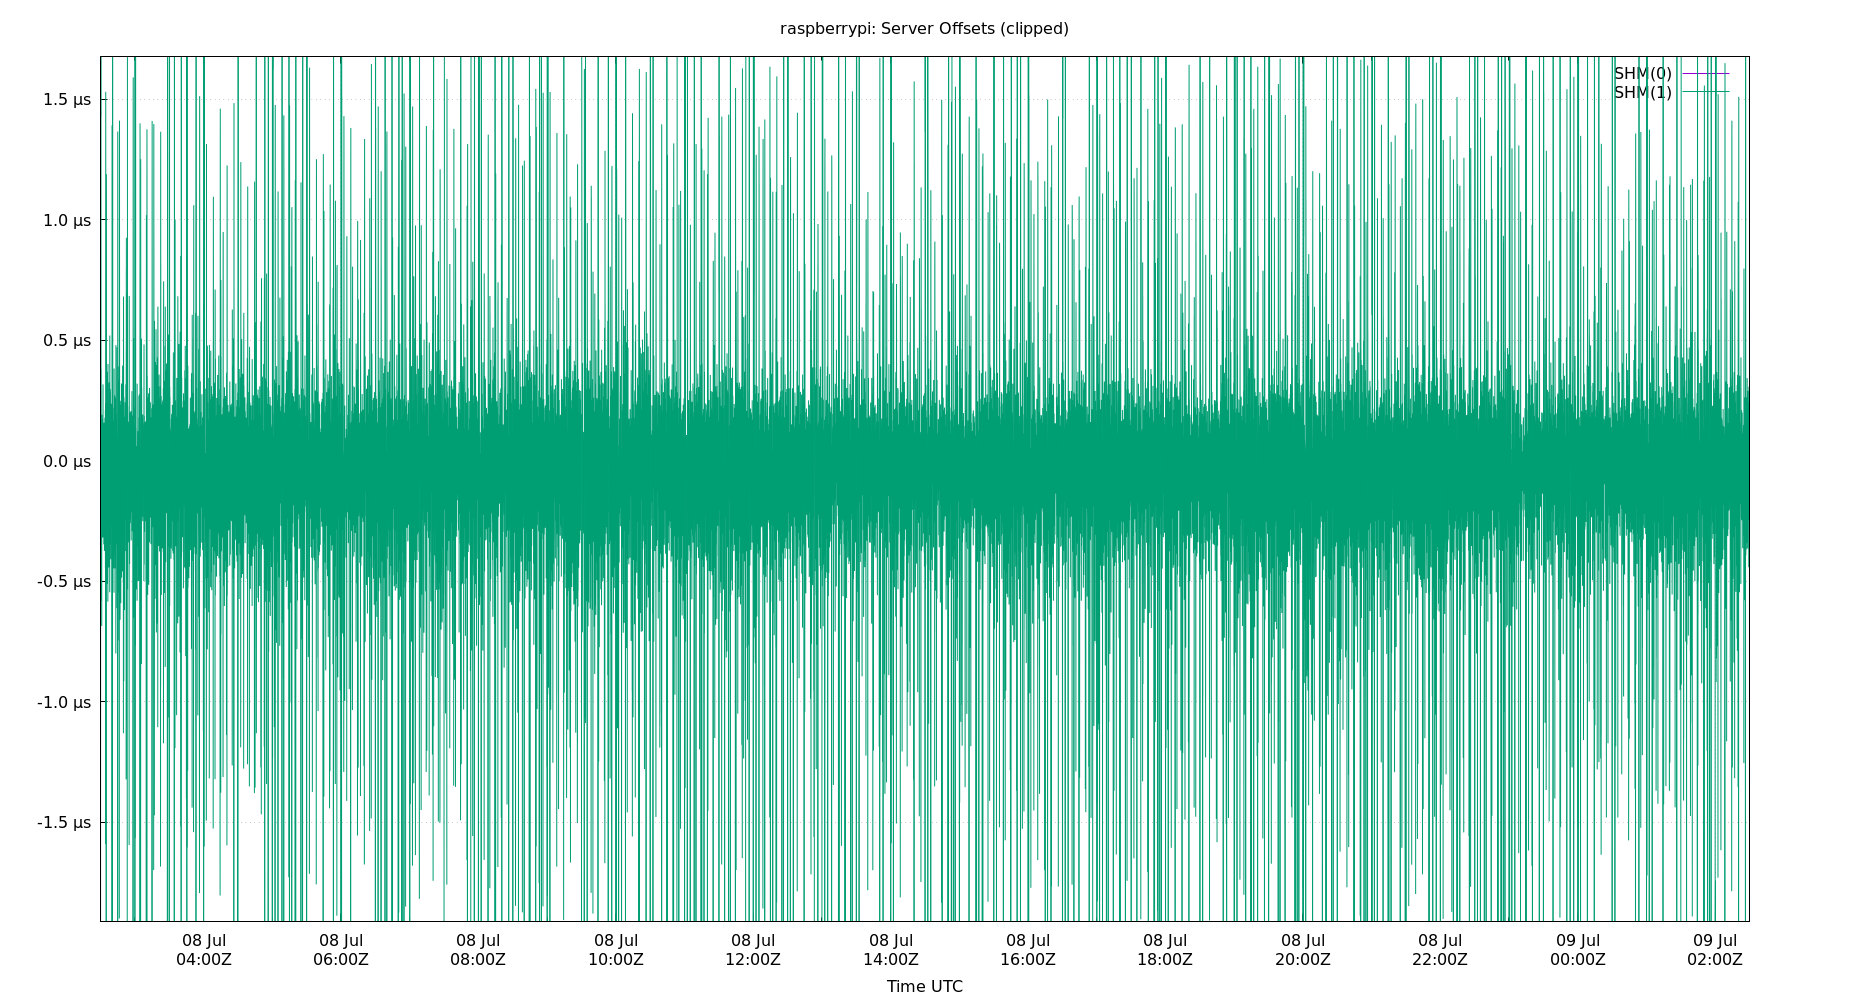 raspberrypi: Server Offsets (clipped)
SHM(0)
SHM(1)
1.5 µs
1.0 µs
0.5 µs
0.0 µs
-0.5 µs
-1.0 µs
-1.5 µs
08 Jul 08 Jul 08 Jul 08 Jul 08 Jul 08 Jul 08 Jul 08 Jul 08 Jul 08 Jul 09 Jul 09 Jul
04:00Z 06:00Z 08:00Z 10:00Z 12:00Z 14:00Z 16:00Z 18:00Z 20:00Z 22:00Z 00:00Z 02:00Z
Time UTC